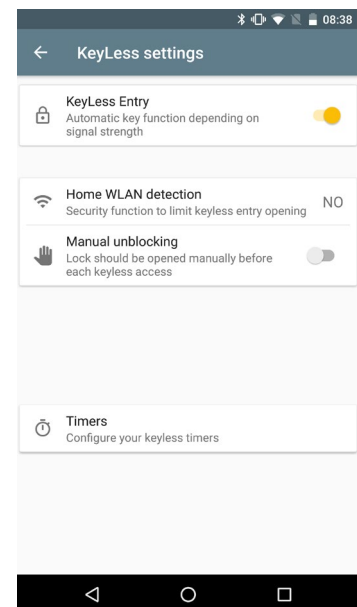 08:38
KeyLess settings
KeyLess Entry
Automatic key function depending on
signal strength
Home WLAN detection
Security function to limit keyless entry opening
NO
Manual unblocking
Lock should be opened manually before
each keyless access
Timers
Configure your keyless timers